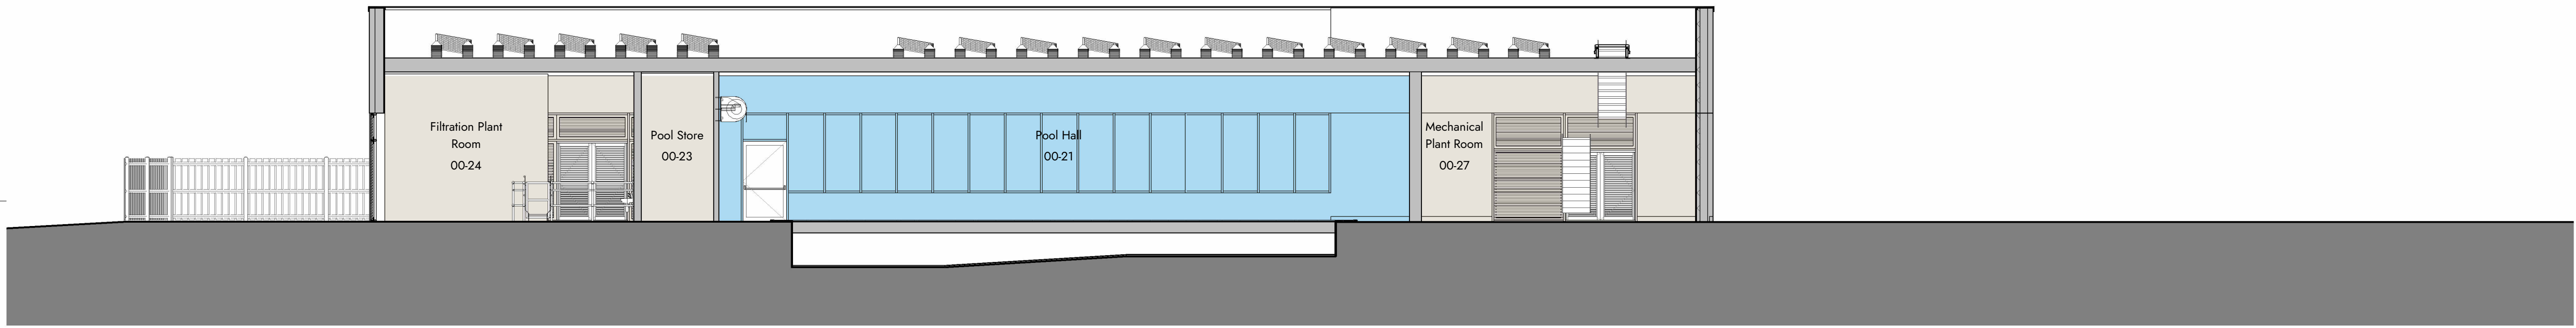 Filtration Plant
Room
00-24
Pool Store
00-23
Pool Hall
00-21
Mechanical
Plant Room
00-27